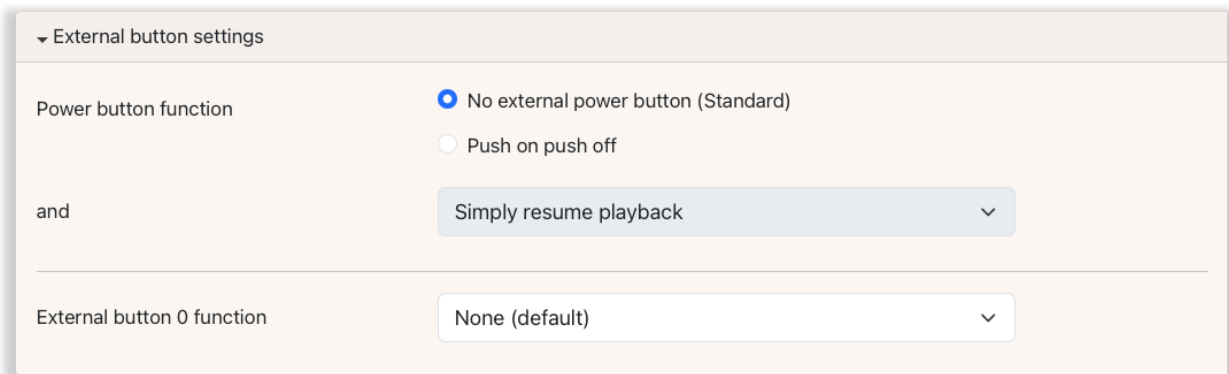 External button settings
Power button function
No external power button (Standard)
Push on push off
and
Simply resume playback
External button 0 function
None (default)